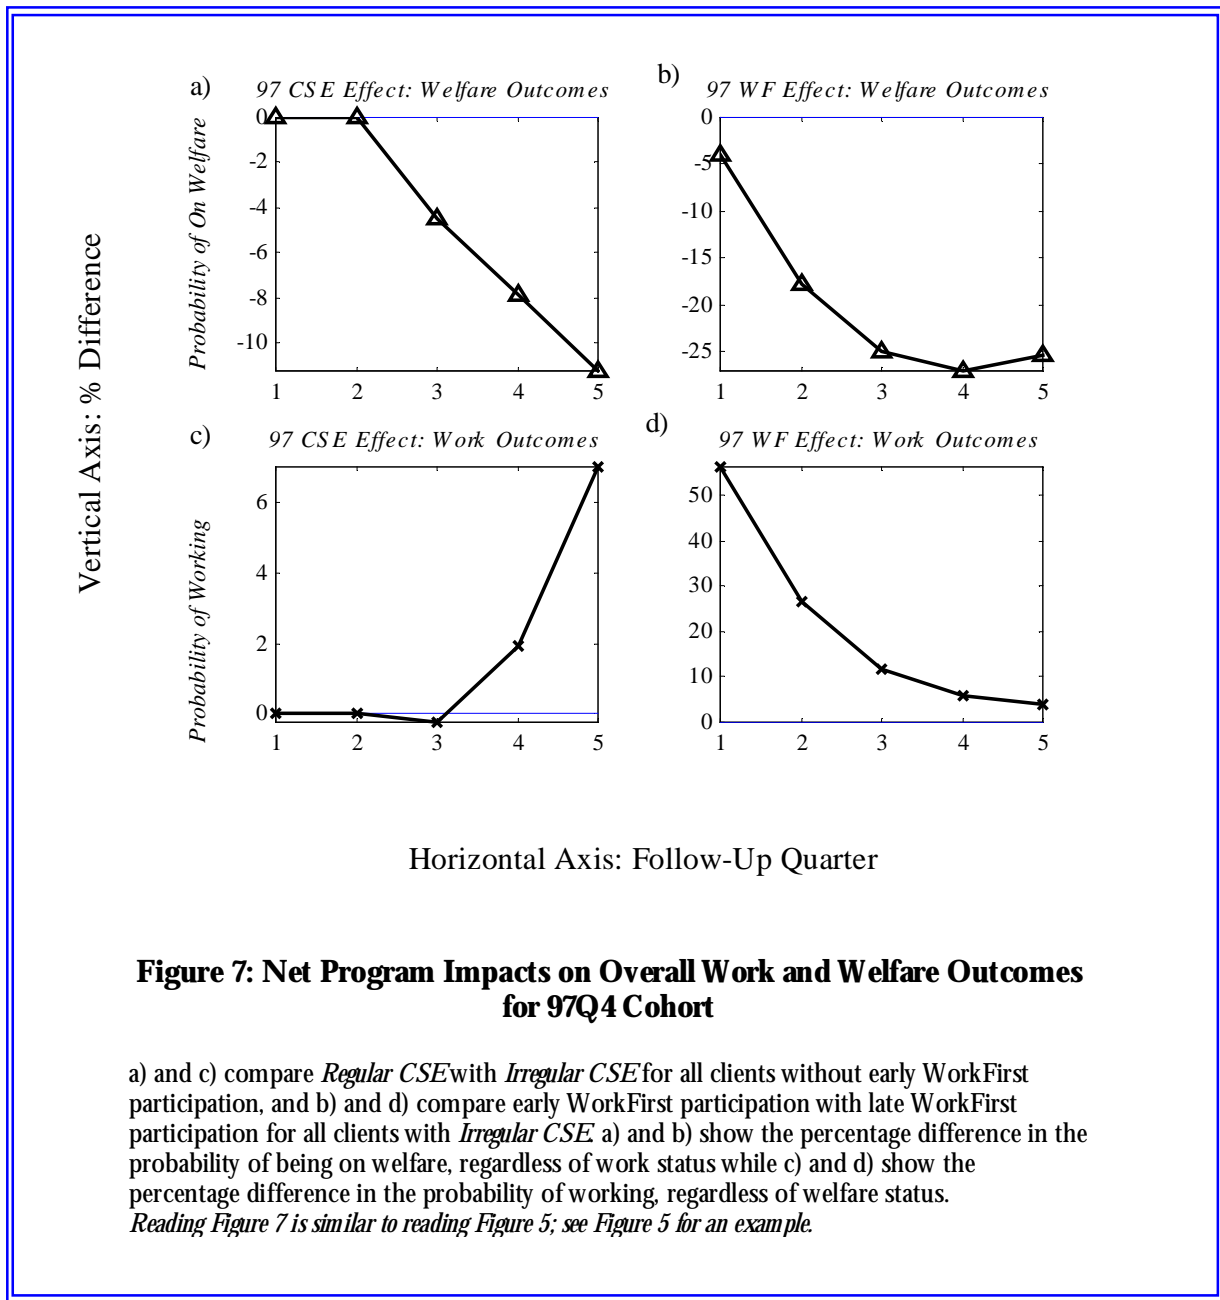 a)
97 CSE Effect: Welfare Outcomes
0
-2
-4
-6
-8
-10
1 2 3 4 5
Probability of On Welfare
b)
97 WF Effect: Welfare Outcomes
0
-5
-10
-15
-20
-25
1 2 3 4 5
Vertical Axis: % Difference
c)
97 CSE Effect: Work Outcomes
6
4
2
0
1 2 3 4 5
Probability of Working
d)
97 WF Effect: Work Outcomes
50
40
30
20
10
0
1 2 3 4 5
Horizontal Axis: Follow-Up Quarter
Figure 7: Net Program Impacts on Overall Work and Welfare Outcomes
for 97Q4 Cohort
a) and c) compare Regular CSE with Irregular CSE for all clients without early WorkFirst
participation, and b) and d) compare early WorkFirst participation with late WorkFirst
participation for all clients with Irregular CSE. a) and b) show the percentage difference in the
probability of being on welfare, regardless of work status while c) and d) show the
percentage difference in the probability of working, regardless of welfare status.
Reading Figure 7 is similar to reading Figure 5; see Figure 5 for an example.